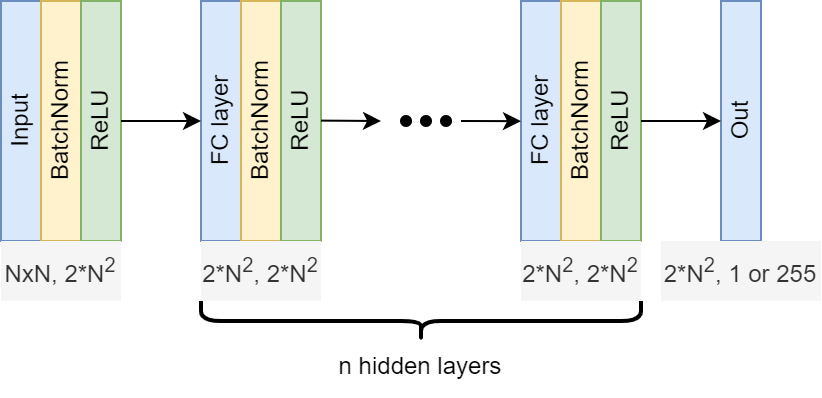 Input
BatchNorm
ReLU
FC layer
BatchNorm
ReLU
FC layer
BatchNorm
ReLU
Out
NxN, 2*N²
2*N², 2*N²
2*N², 2*N²
2*N², 1 or 255
n hidden layers